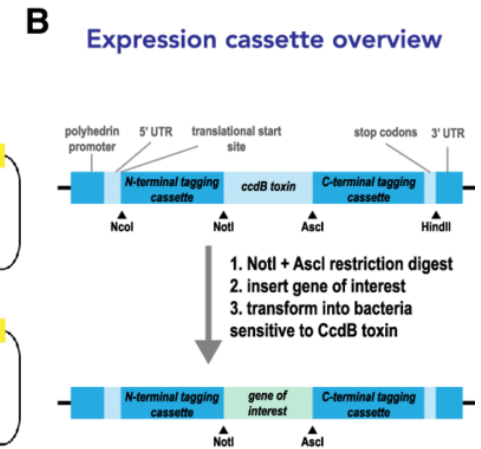 B
Expression cassette overview
polyhedrin
promoter
5' UTR
translational start
site
stop codons
3' UTR
N-terminal tagging
cassette
ccdB toxin
C-terminal tagging
cassette
NcoI
NotI
AscI
HindII
1. NotI + AscI restriction digest
2. insert gene of interest
3. transform into bacteria
sensitive to CcdB toxin
N-terminal tagging
cassette
gene of
interest
C-terminal tagging
cassette
NotI
AscI